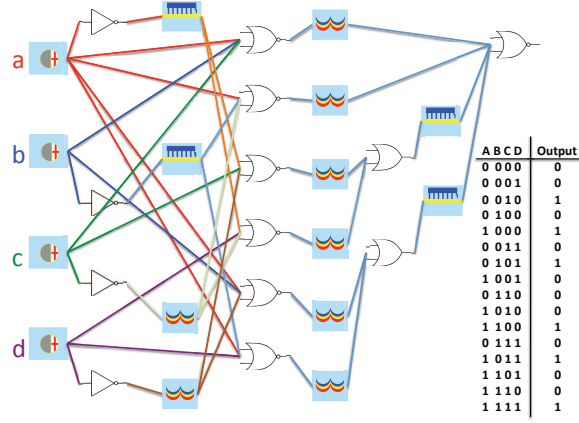 a
b
c
d
A B C D Output
0 0 0 0 0
0 0 0 1 0
0 0 1 0 1
0 1 0 0 0
1 0 0 0 1
0 0 1 1 0
0 1 0 1 1
1 0 0 1 0
0 1 1 0 0
1 0 1 0 0
1 1 0 0 1
0 1 1 1 0
1 0 1 1 1
1 1 0 1 0
1 1 1 0 0
1 1 1 1 1